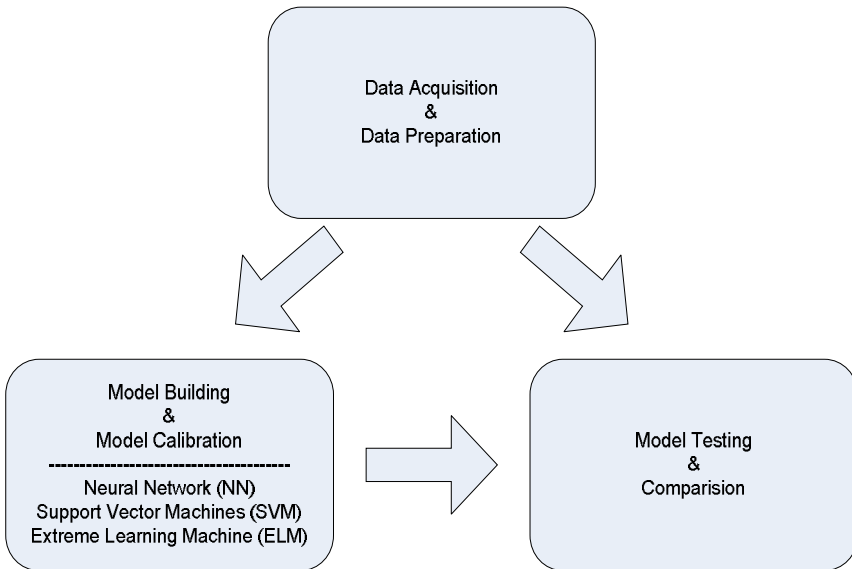 Data Acquisition
&
Data Preparation
Model Building
&
Model Calibration
---------------------------------------
Neural Network (NN)
Support Vector Machines (SVM)
Extreme Learning Machine (ELM)
Model Testing
&
Comparision